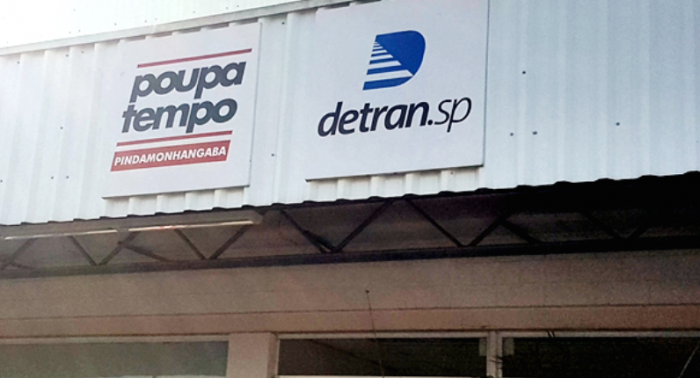 poupa
tempo
PINDAMONHANGABA
detran.sp